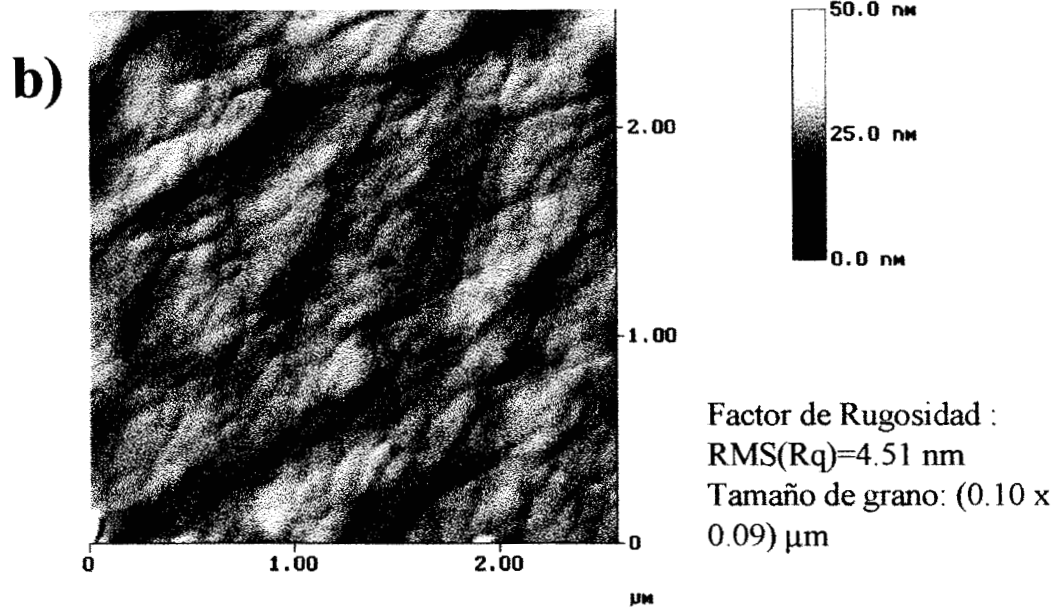 b)
50.0 nM
25.0 nM
0.0 nM
2.00
1.00
0
0
1.00
2.00
µM
Factor de Rugosidad :
RMS(Rq)=4.51 nm
Tamaño de grano: (0.10 x
0.09) µm